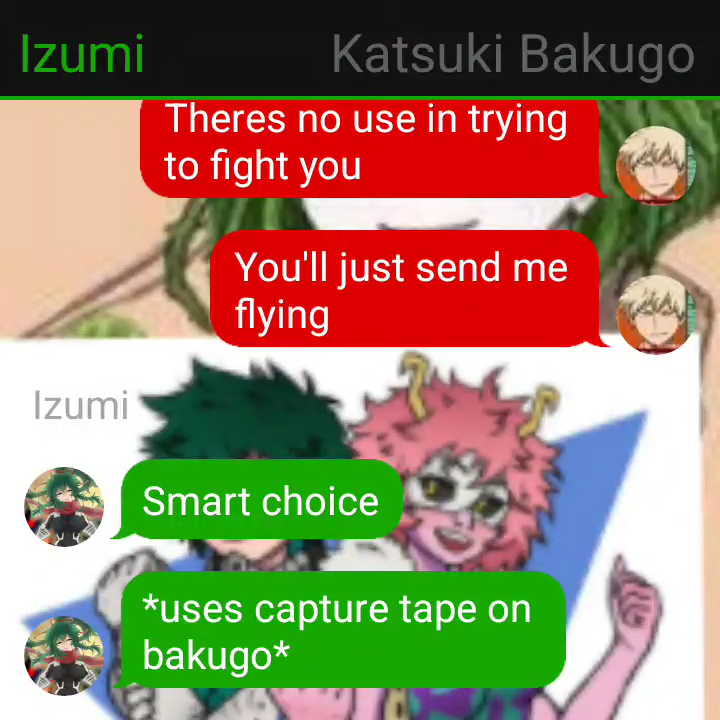 Izumi Katsuki Bakugo
Theres no use in trying
to fight you
You'll just send me
flying
Izumi
Smart choice
*uses capture tape on
bakugo*